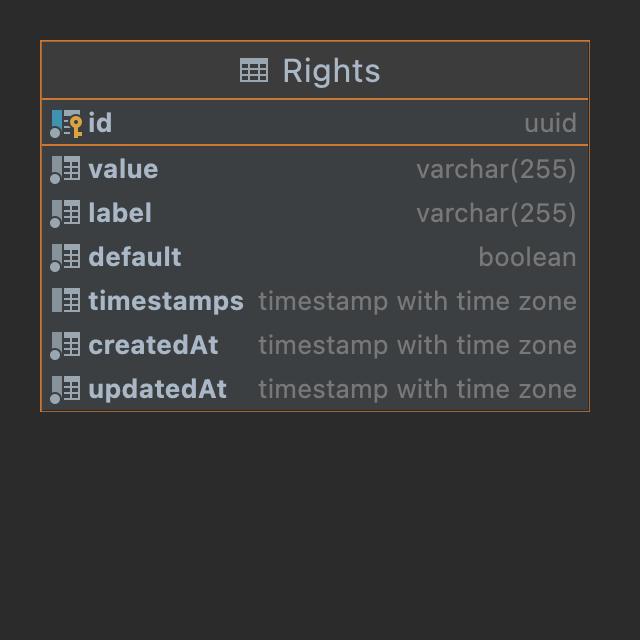 Rights
id uuid
value varchar(255)
label varchar(255)
default boolean
timestamps timestamp with time zone
createdAt timestamp with time zone
updatedAt timestamp with time zone